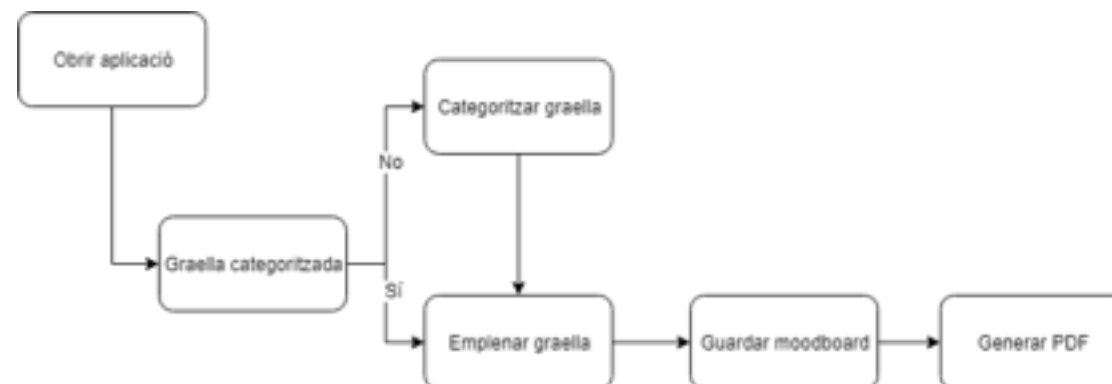 Obrir aplicació
Categoritzar graella
No
Graella categoritzada
Sí
Emplenar graella
Guardar moodboard
Generar PDF